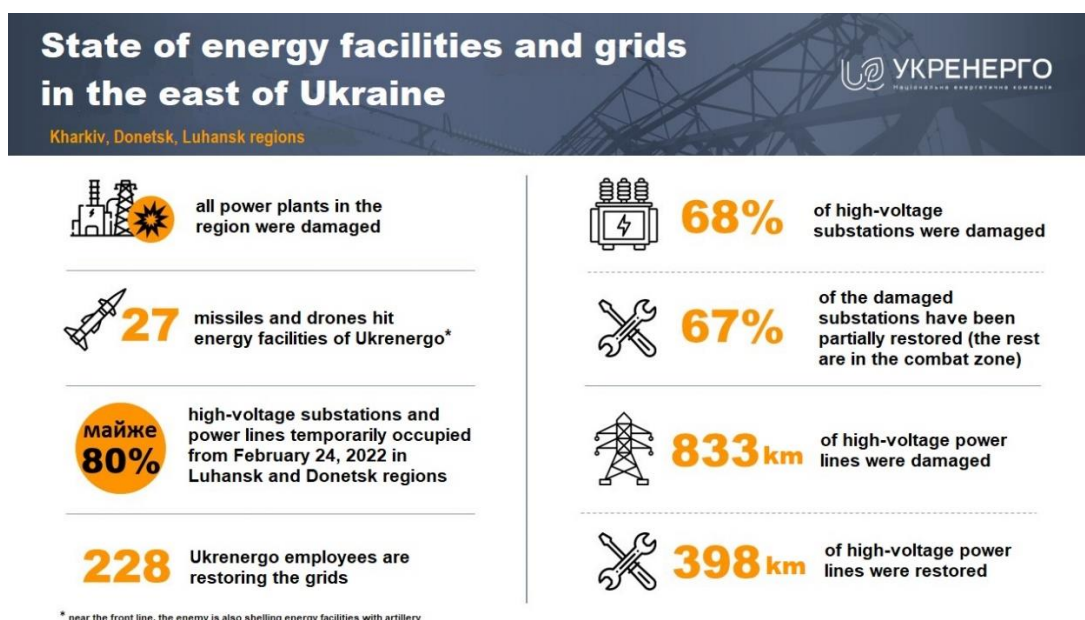 State of energy facilities and grids
in the east of Ukraine
Kharkiv, Donetsk, Luhansk regions
УКРЕНЕРГО
Національна енергетична компанія
all power plants in the
region were damaged
27
missiles and drones hit
energy facilities of Ukrenergo*
майже
80%
high-voltage substations and
power lines temporarily occupied
from February 24, 2022 in
Luhansk and Donetsk regions
228
Ukrenergo employees are
restoring the grids
* near the front line, the enemy is also shelling energy facilities with artillery
68%
of high-voltage
substations were damaged
67%
of the damaged
substations have been
partially restored (the rest
are in the combat zone)
833 km
of high-voltage power
lines were damaged
398 km
of high-voltage power
lines were restored